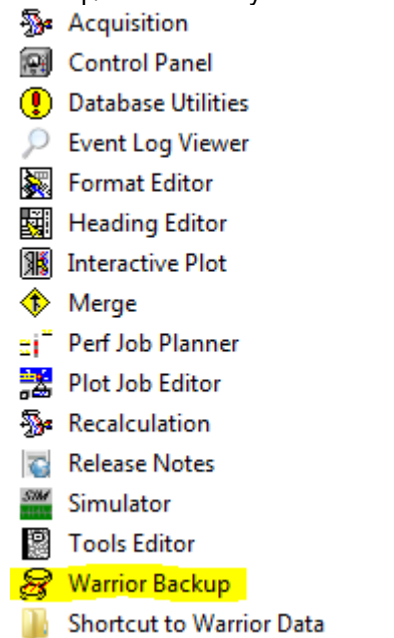 Acquisition
Control Panel
Database Utilities
Event Log Viewer
Format Editor
Heading Editor
Interactive Plot
Merge
Perf Job Planner
Plot Job Editor
Recalculation
Release Notes
SIM
Simulator
Tools Editor
Warrior Backup
Shortcut to Warrior Data